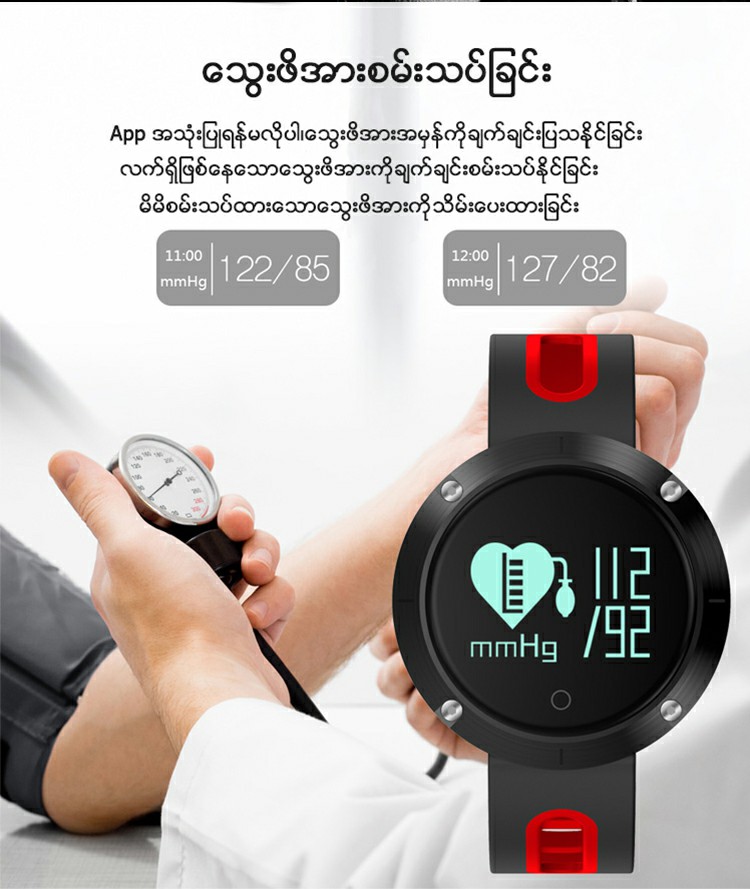 သွေးဖိအားစမ်းသပ်ခြင်း
App အသုံးပြုရန်မလိုပါ၊သွေးဖိအားအမှန်ကိုချက်ချင်းပြသနိုင်ခြင်း
လက်ရှိဖြစ်နေသောသွေးဖိအားကိုချက်ချင်းစမ်းသပ်နိုင်ခြင်း
မိမိစမ်းသပ်ထားသောသွေးဖိအားကိုသိမ်းပေးထားခြင်း
11:00
mmHg 122/85
12:00
mmHg 127/82
112
/92
mmHg